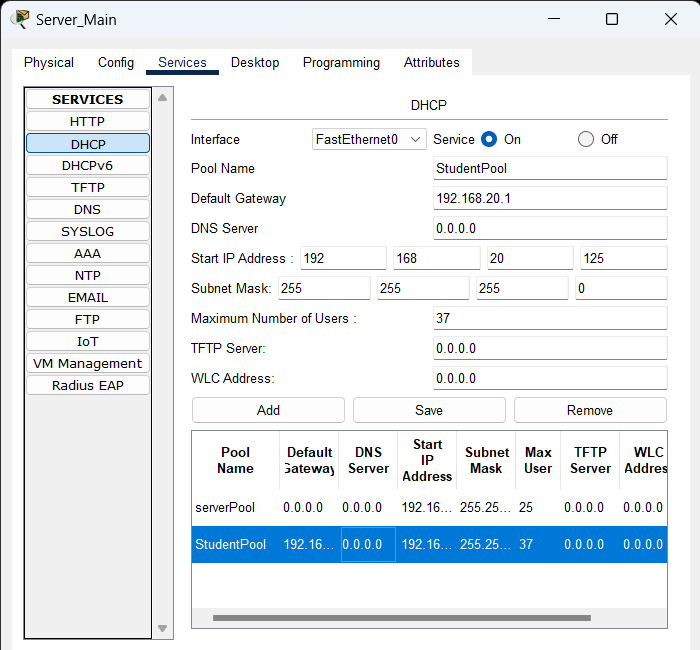 Server_Main
Physical Config Services Desktop Programming Attributes
SERVICES
HTTP
DHCP
DHCPv6
TFTP
DNS
SYSLOG
AAA
NTP
EMAIL
FTP
IoT
VM Management
Radius EAP
DHCP
Interface FastEthernet0 Service On Off
Pool Name StudentPool
Default Gateway 192.168.20.1
DNS Server 0.0.0.0
Start IP Address : 192 168 20 125
Subnet Mask: 255 255 255 0
Maximum Number of Users : 37
TFTP Server: 0.0.0.0
WLC Address: 0.0.0.0
Add Save Remove
Pool Name Default Gateway DNS Server Start IP Address Subnet Mask Max User TFTP Server WLC Addres
serverPool 0.0.0.0 0.0.0.0 192.16... 255.25... 25 0.0.0.0 0.0.0.0
StudentPool 192.16... 0.0.0.0 192.16... 255.25... 37 0.0.0.0 0.0.0.0